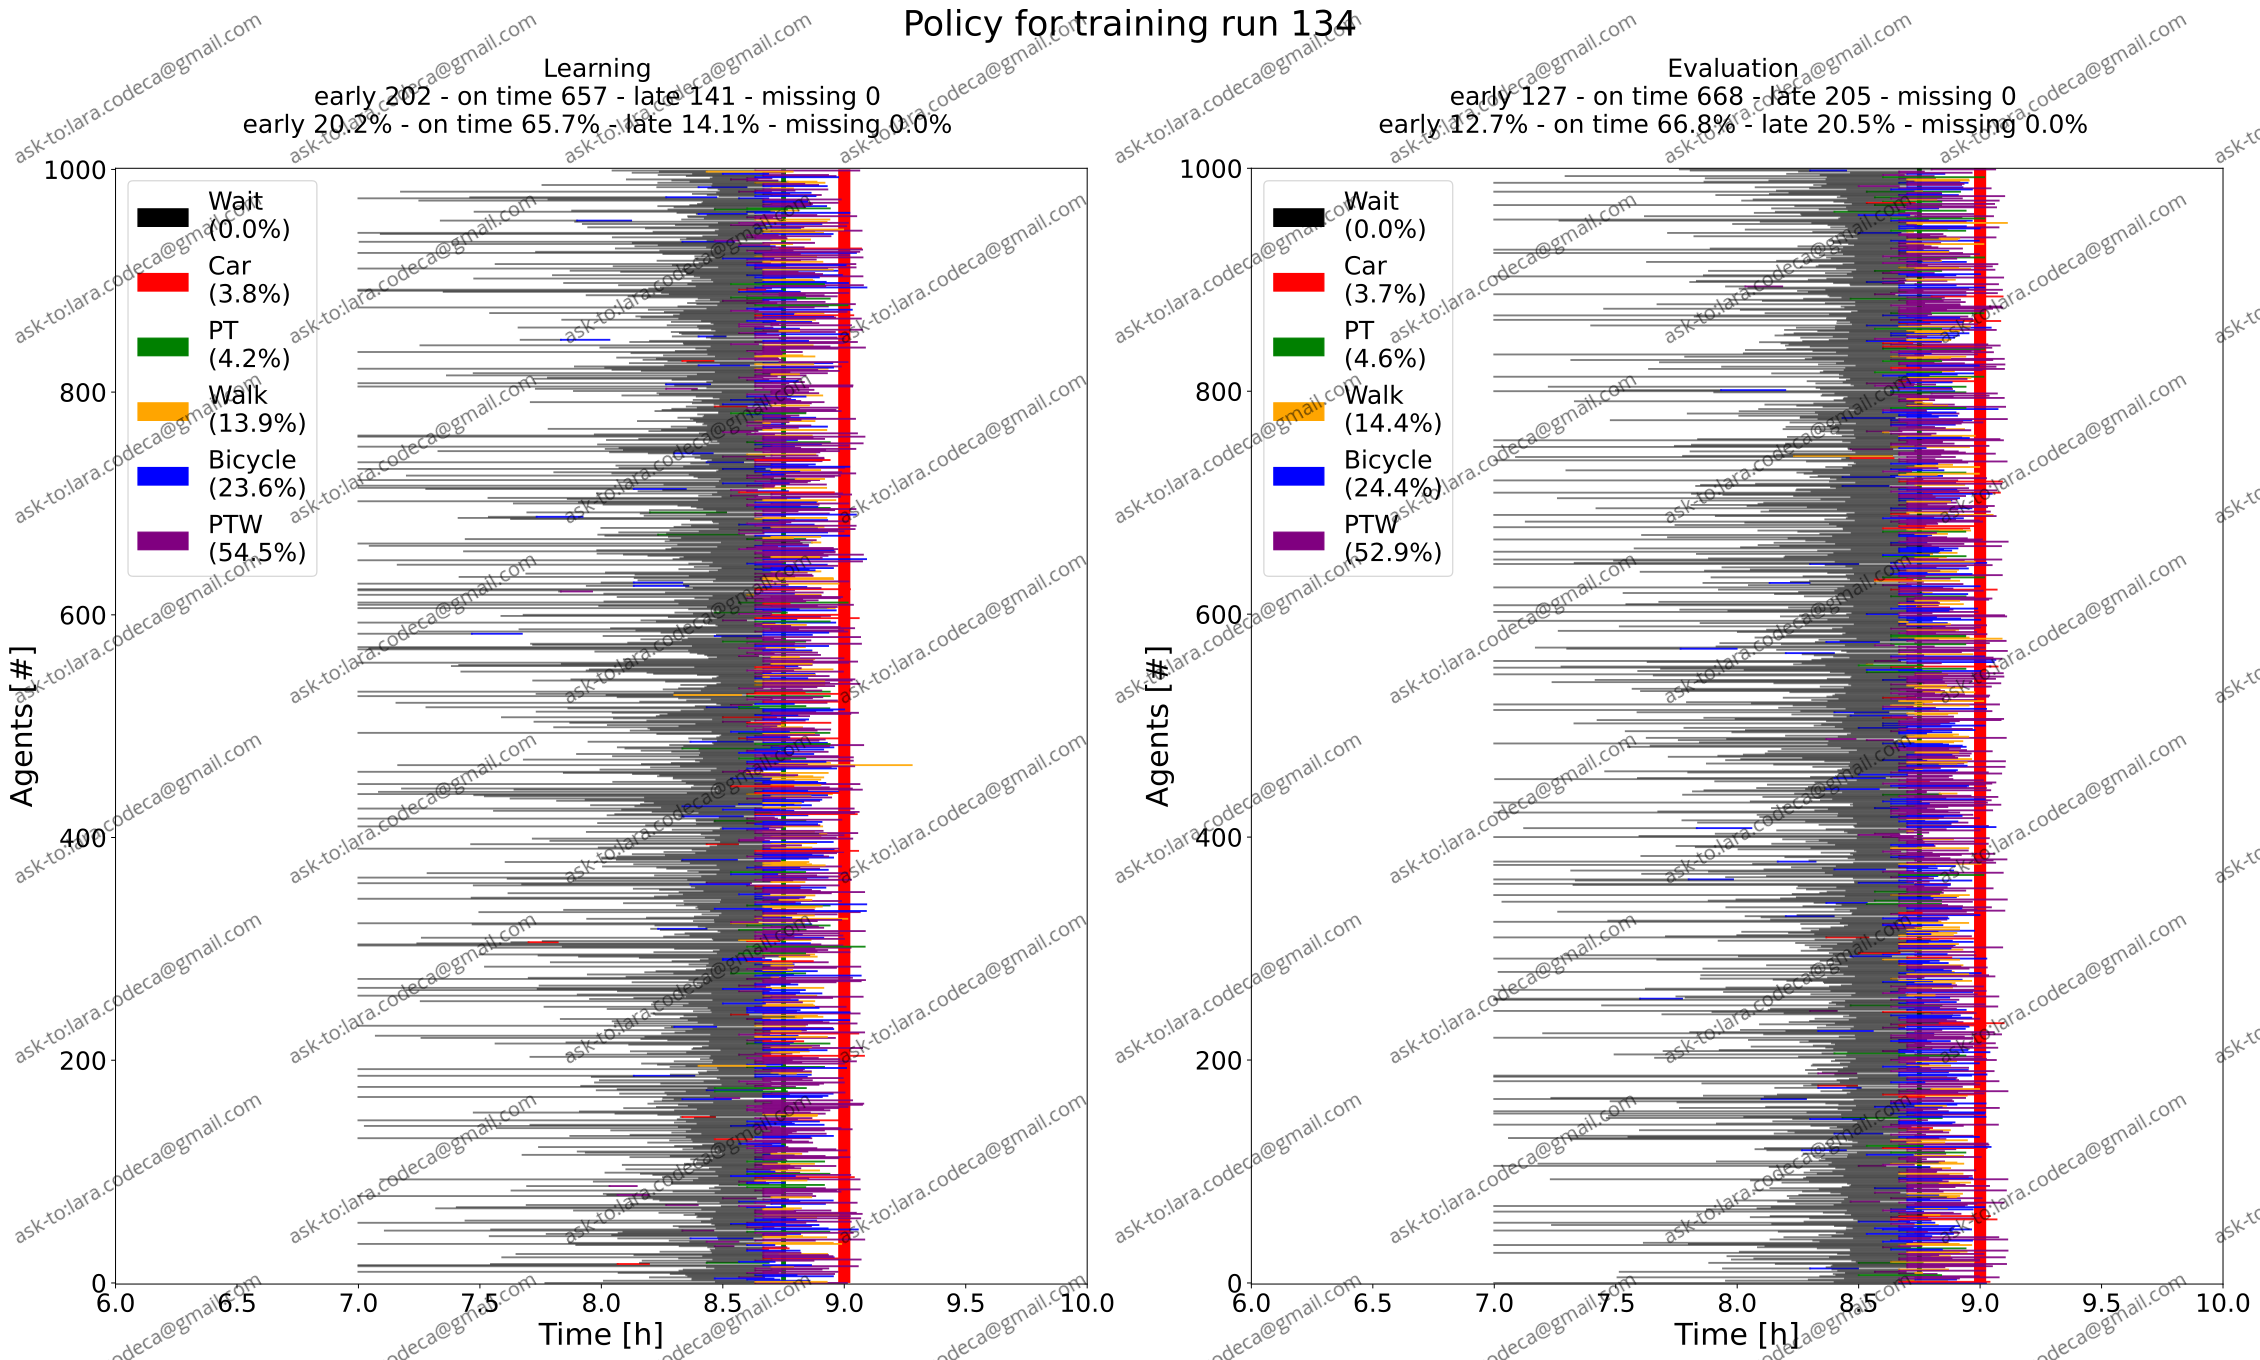 Policy for training run 134
Learning
early 202 - on time 657 - late 141 - missing 0
early 20.2% - on time 65.7% - late 14.1% - missing 0.0%
1000
800
600
400
200
0
Agents [#]
Wait
(0.0%)
Car
(3.8%)
PT
(4.2%)
Walk
(13.9%)
Bicycle
(23.6%)
PTW
(54.5%)
6.0 6.5 7.0 7.5 8.0 8.5 9.0 9.5 10.0
Time [h]
Evaluation
early 127 - on time 668 - late 205 - missing 0
early 12.7% - on time 66.8% - late 20.5% - missing 0.0%
1000
800
600
400
200
0
Agents [#]
Wait
(0.0%)
Car
(3.7%)
PT
(4.6%)
Walk
(14.4%)
Bicycle
(24.4%)
PTW
(52.9%)
6.0 6.5 7.0 7.5 8.0 8.5 9.0 9.5 10.0
Time [h]
ask-to:lara.codeca@gmail.com